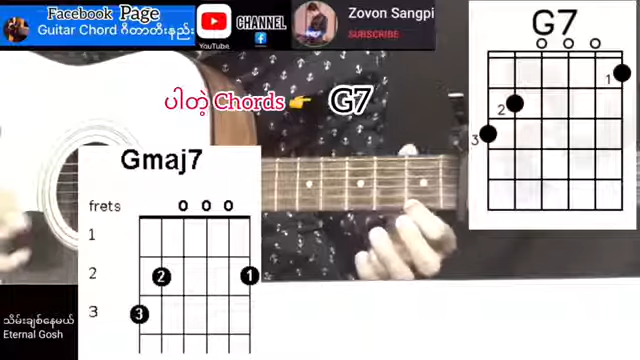 Facebook Page
Guitar Chord ဂီတာတီးနည်း
YouTube
CHANNEL
Zovon Sangpi
SUBSCRIBE
ပါတဲ့ Chords 👉 G7
G7
1
2
3
Gmaj7
frets
1
2
3
2
1
3
သိမ်းချစ်နေမယ်
Eternal Gosh